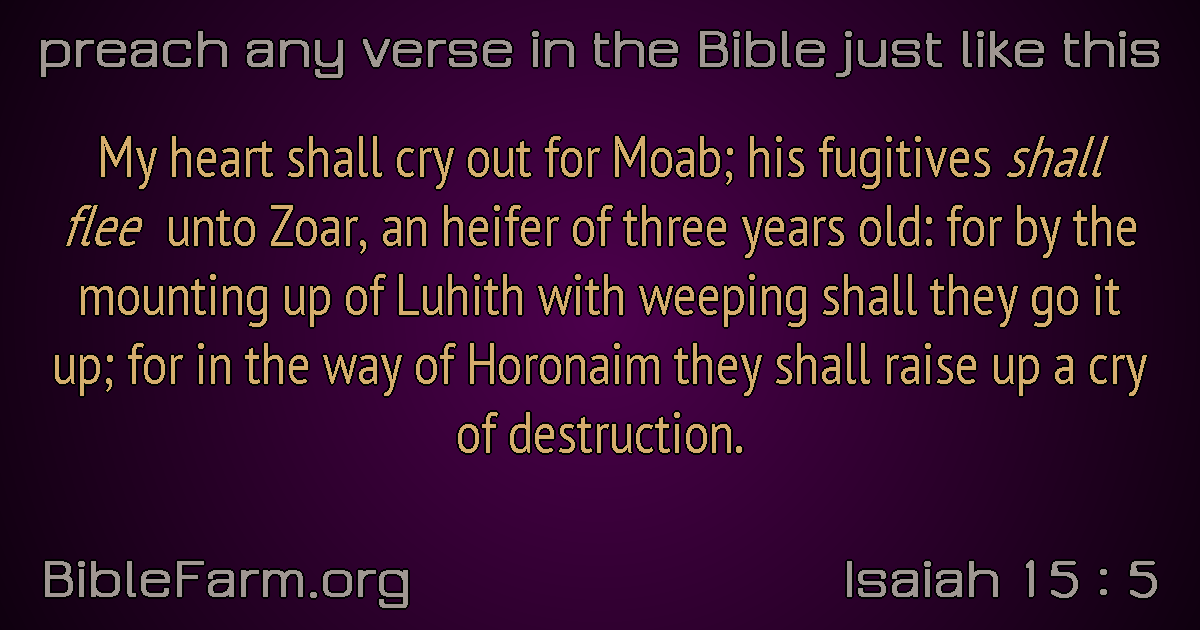 preach any verse in the Bible just like this
My heart shall cry out for Moab; his fugitives shall
flee unto Zoar, an heifer of three years old: for by the
mounting up of Luhith with weeping shall they go it
up; for in the way of Horonaim they shall raise up a cry
of destruction.
BibleFarm.org
Isaiah 15 : 5